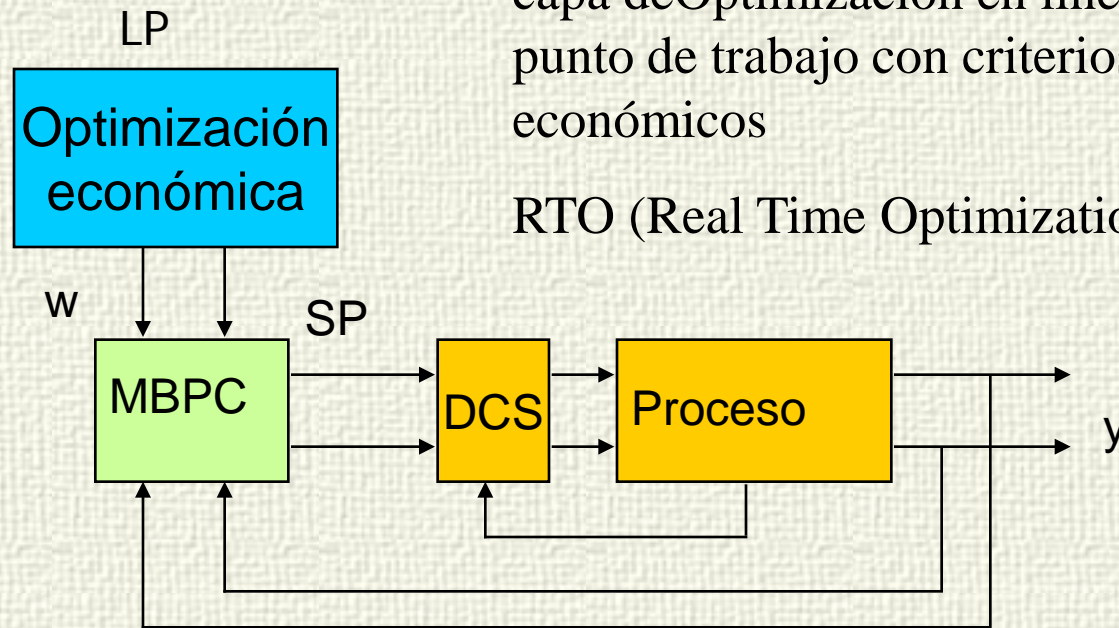 LP
Optimización
económica
punto de trabajo con criterio
económicos
RTO (Real Time
w
SP
MBPC
DCS
Proceso
y